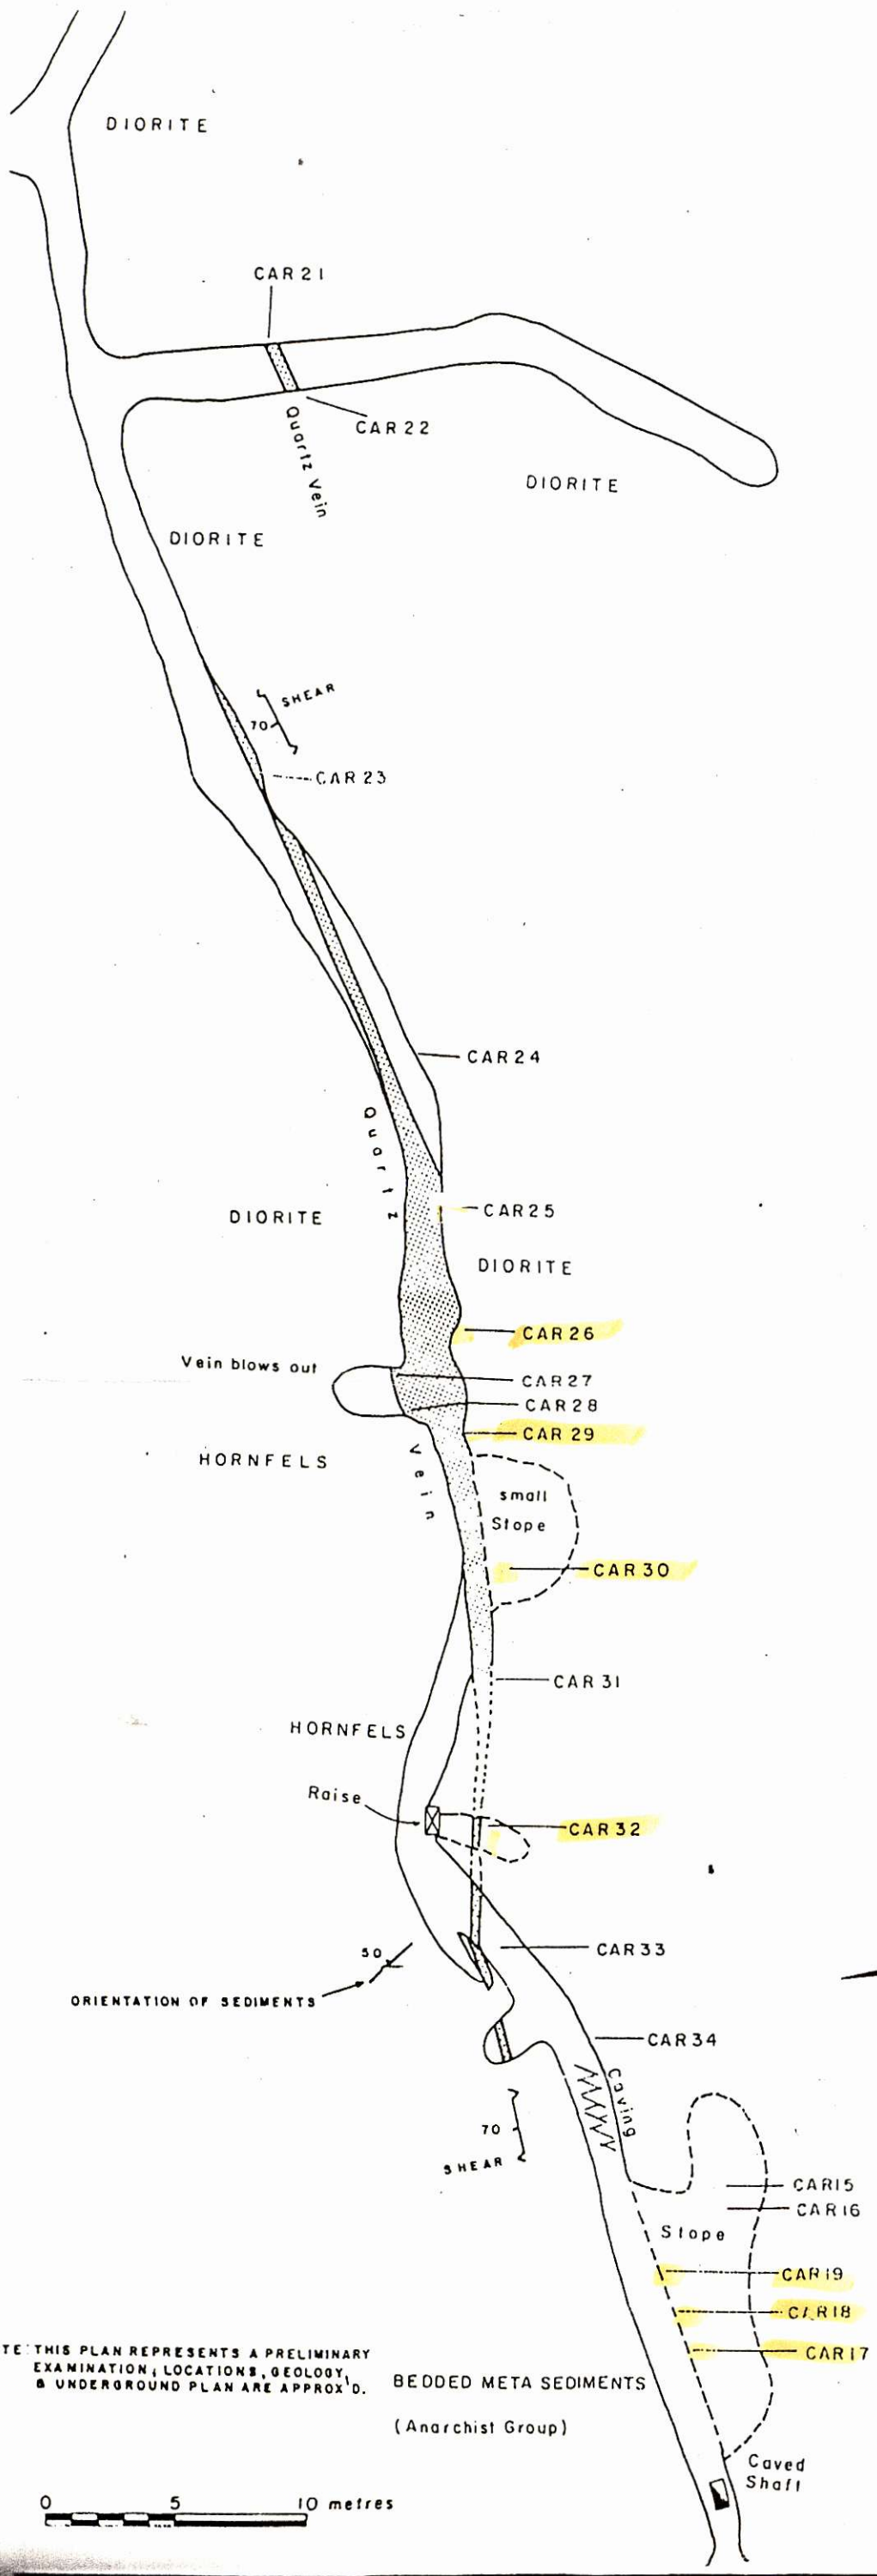 DIORITE
CAR 21
CAR 22
Quartz Vein
DIORITE
DIORITE
SHEAR
70
CAR 23
CAR 24
Quartz
CAR 25
DIORITE
DIORITE
CAR 26
Vein blows out
CAR 27
CAR 28
CAR 29
HORNFELS
Vein
small
Stope
CAR 30
CAR 31
HORNFELS
Raise
CAR 32
CAR 33
50
ORIENTATION OF SEDIMENTS
CAR 34
Caving
70
SHEAR
CAR 15
CAR 16
Stope
CAR 19
CAR 18
CAR 17
TE: THIS PLAN REPRESENTS A PRELIMINARY
EXAMINATION; LOCATIONS, GEOLOGY,
& UNDERGROUND PLAN ARE APPROX'D.
BEDDED META SEDIMENTS
(Anarchist Group)
Caved
Shaft
0 5 10 metres